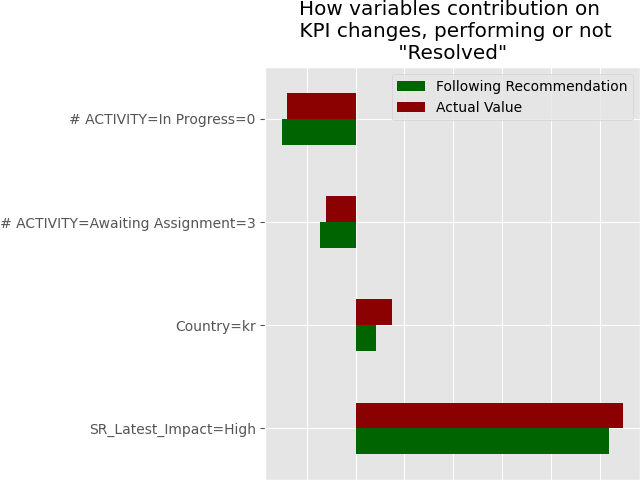 How variables contribution on
KPI changes, performing or not
"Resolved"
Following Recommendation
Actual Value
# ACTIVITY=In Progress=0
# ACTIVITY=Awaiting Assignment=3
Country=kr
SR_Latest_Impact=High